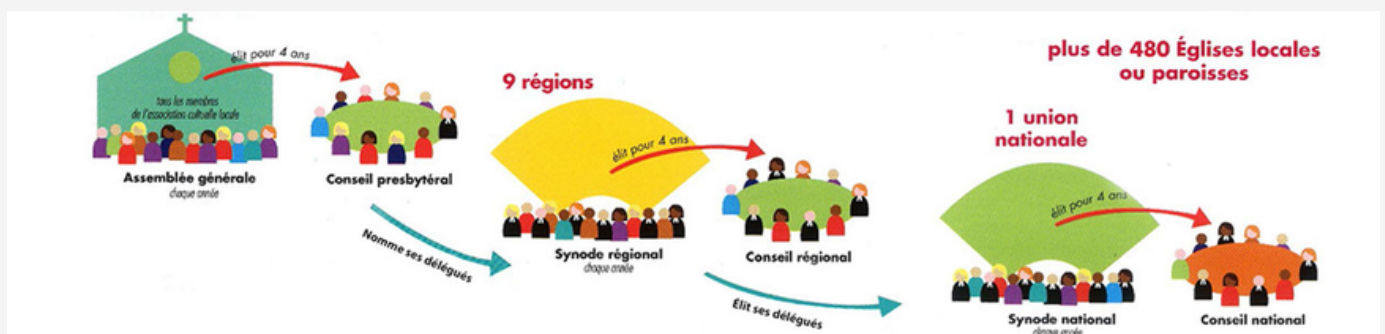 élit pour 4 ans
tous les membres
de l'association cultuelle locale
Assemblée générale
chaque année
Conseil presbytéral
Nomme ses délégués
9 régions
élit pour 4 ans
Synode régional
chaque année
Conseil régional
Élit ses délégués
plus de 480 Églises locales
ou paroisses
1 union
nationale
élit pour 4 ans
Synode national
chaque année
Conseil national